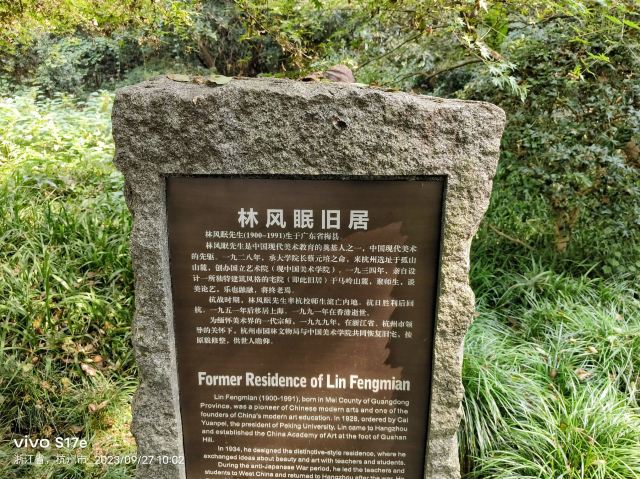 林风眠旧居
林风眠先生(1900-1991)生于广东省梅县
林风眠先生是中国现代美术教育的奠基人之一，中国现代美术
的先驱。一九二八年，承大学院长蔡元培之命，来杭州选址于孤山
山麓，创办国立艺术院（现中国美术学院）。一九三四年，亲自设
计一所独特建筑风格的宅院（即此旧居）于马岭山麓，聚师生，谈
美论艺，乐也融融，将终老焉。
抗战时期，林风眠先生率杭校师生流亡内地，抗日胜利后回
杭。一九五一年后移居上海。一九九一年在香港逝世。
为缅怀美术界的一代宗师，一九九九年，在浙江省、杭州市领
导的关怀下，杭州市园林文物局与中国美术学院共同恢复旧宅，按
原貌修整，供世人瞻仰。
Former Residence of Lin Fengmian
Lin Fengmian (1900-1991), born in Mei County of Guangdong
Province, was a pioneer of Chinese modern arts and one of the
founders of China's modern art education. In 1928, ordered by Cai
Yuanpei, the president of Peking University, Lin came to Hangzhou
and established the China Academy of Art at the foot of Gushan
Hill.
In 1934, he designed the distinctive-style residence, where he
exchanged ideas about beauty and art with teachers and students.
During the anti-Japanese War period, he led the teachers and
students to West China and returned to Hangzhou after the war. He
vivo S17e
浙江省，杭州市 2023/09/27 10:02